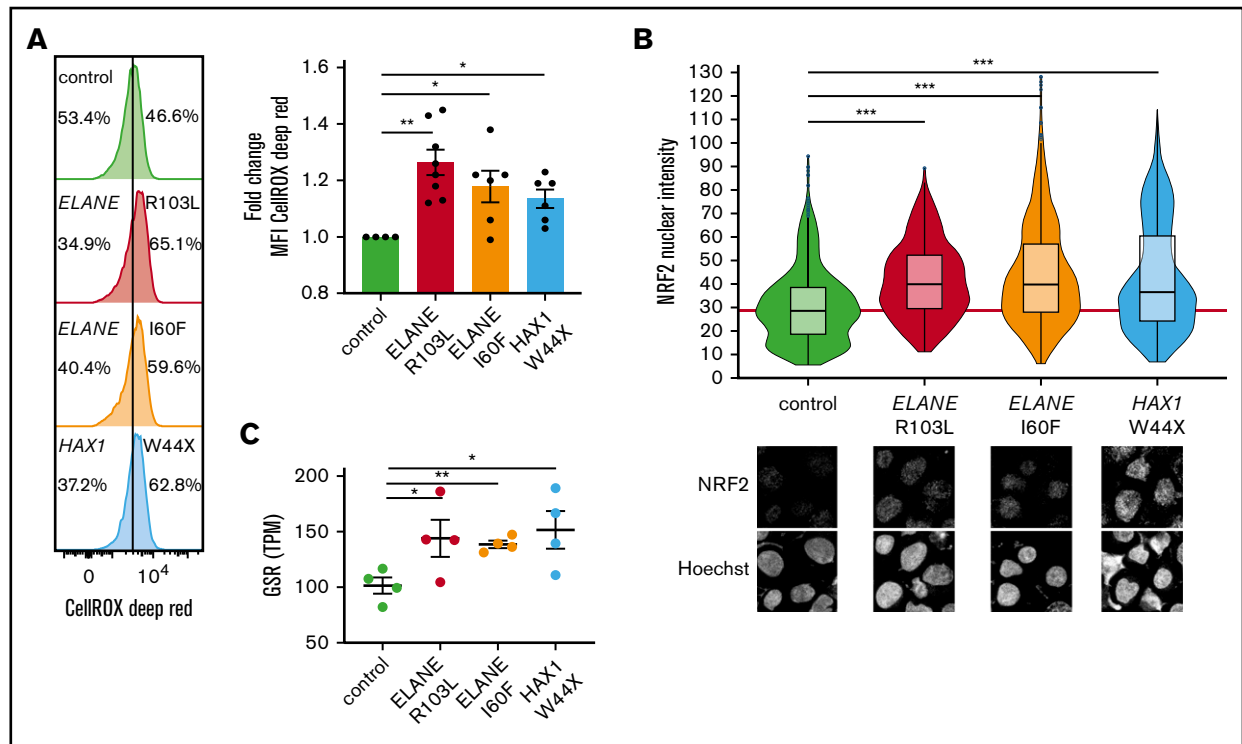 A
control
53.4%
46.6%
ELANE R103L
34.9%
65.1%
ELANE I60F
40.4%
59.6%
HAX1 W44X
37.2%
62.8%
0 10⁴
CellROX deep red
Fold change
MFI CellROX deep red
1.6
1.4
1.2
1.0
0.8
*
*
**
control
ELANE
R103L
ELANE
I60F
HAX1
W44X
B
NRF2 nuclear intensity
130
120
110
100
90
80
70
60
50
40
30
20
10
0
***
***
***
control
ELANE
R103L
ELANE
I60F
HAX1
W44X
NRF2
Hoechst
C
GSR (TPM)
200
150
100
50
*
**
*
control
ELANE
R103L
ELANE
I60F
HAX1
W44X